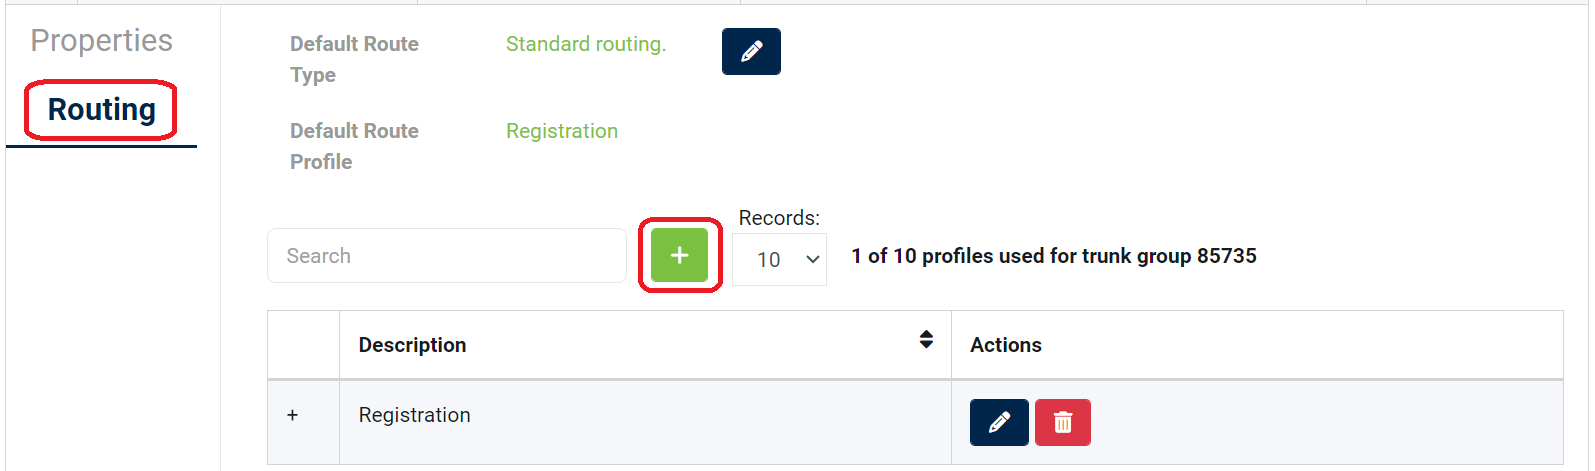 Properties
Routing
Default Route
Type
Standard routing.
Default Route
Profile
Registration
Search
+
Records:
10
1 of 10 profiles used for trunk group 85735
Description
Actions
+
Registration